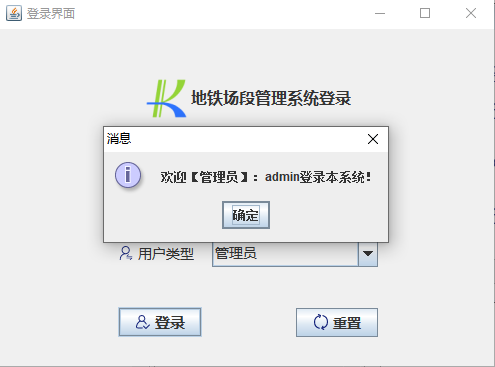 登录界面
地铁场段管理系统登录
消息
欢迎【管理员】：admin登录本系统！
确定
用户类型 管理员
登录 重置